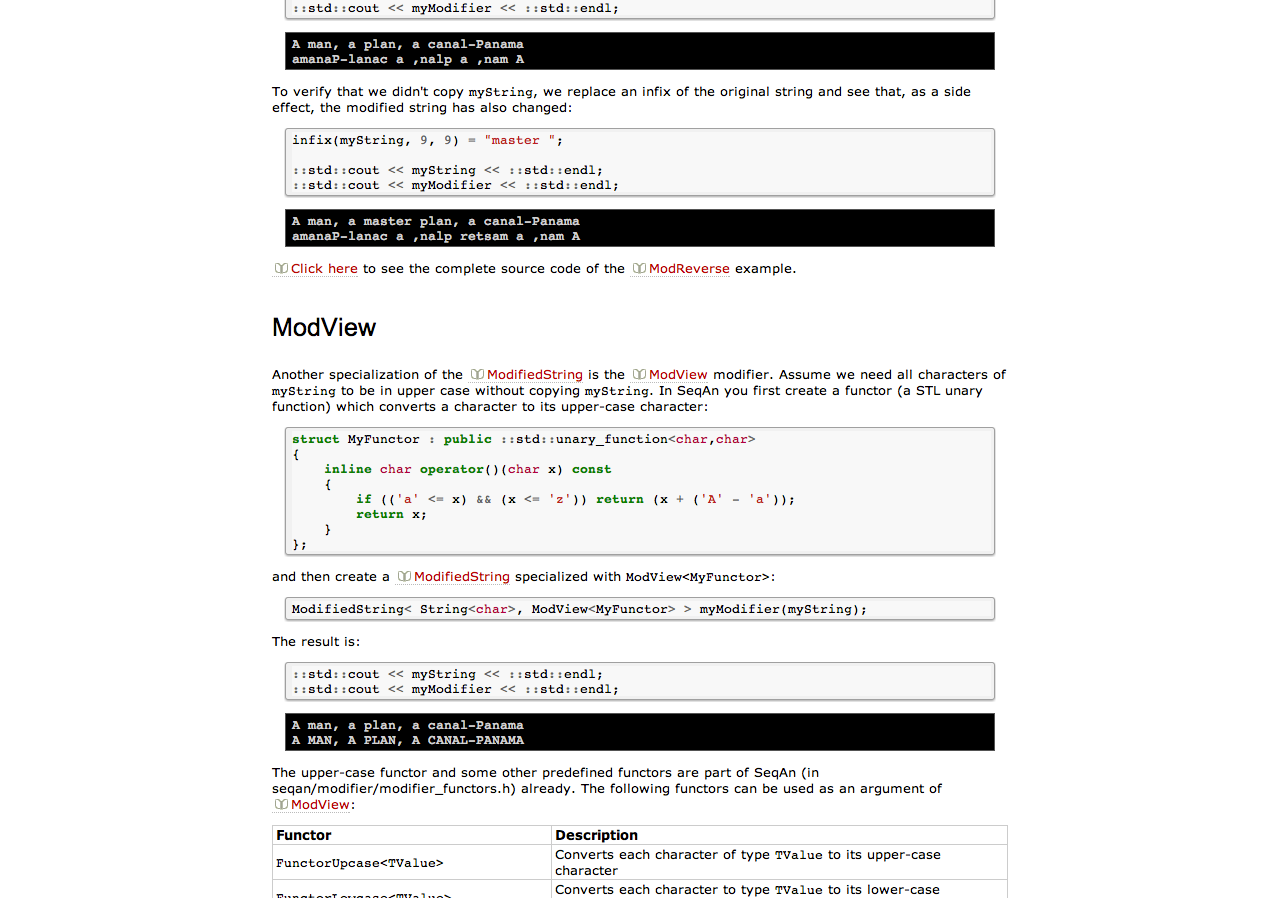 ::std::cout << myModifier << ::std::endl;
A man, a plan, a canal-Panama
amanaP-lanac a ,nalp a ,nam A
To verify that we didn't copy myString, we replace an infix of the original string and see that, as a side
effect, the modified string has also changed:
infix(myString, 9, 9) = "master ";
::std::cout << myString << ::std::endl;
::std::cout << myModifier << ::std::endl;
A man, a master plan, a canal-Panama
amanaP-lanac a ,nalp retsam a ,nam A
Click here to see the complete source code of the ModReverse example.
ModView
Another specialization of the ModifiedString is the ModView modifier. Assume we need all characters of
myString to be in upper case without copying myString. In SeqAn you first create a functor (a STL unary
function) which converts a character to its upper-case character:
struct MyFunctor : public ::std::unary_function<char,char>
{
    inline char operator()(char x) const
    {
        if (('a' <= x) && (x <= 'z')) return (x + ('A' - 'a'));
        return x;
    }
};
and then create a ModifiedString specialized with ModView<MyFunctor>:
ModifiedString< String<char>, ModView<MyFunctor> > myModifier(myString);
The result is:
::std::cout << myString << ::std::endl;
::std::cout << myModifier << ::std::endl;
A man, a plan, a canal-Panama
A MAN, A PLAN, A CANAL-PANAMA
The upper-case functor and some other predefined functors are part of SeqAn (in
seqan/modifier/modifier_functors.h) already. The following functors can be used as an argument of
ModView:
Functor Description
FunctorUpcase<TValue> Converts each character of type TValue to its upper-case
character
FunctorLowcase<TValue> Converts each character to type TValue to its lower-case